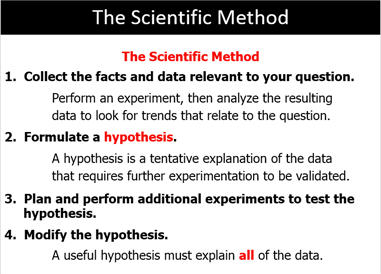 The Scientific Method
The Scientific Method
1. Collect the facts and data relevant to your question.
Perform an experiment, then analyze the resulting
data to look for trends that relate to the question.
2. Formulate a hypothesis.
A hypothesis is a tentative explanation of the data
that requires further experimentation to be validated.
3. Plan and perform additional experiments to test the
hypothesis.
4. Modify the hypothesis.
A useful hypothesis must explain all of the data.